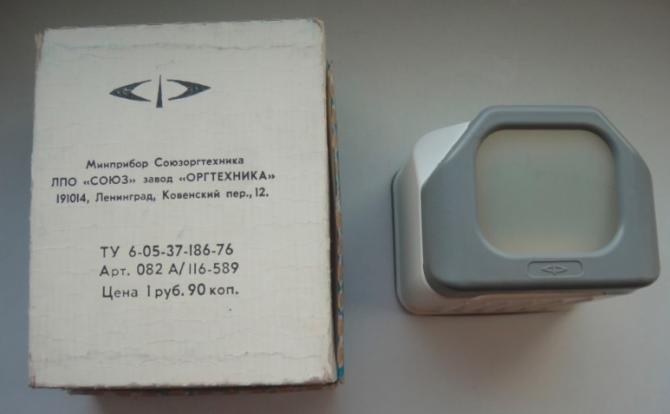 Минприбор Союзоргтехника
ЛПО «СОЮЗ» завод «ОРГТЕХНИКА»
191014, Ленинград, Ковенский пер., 12.
ТУ 6-05-37-186-76
Арт. 082 А/116-589
Цена 1 руб. 90 коп.